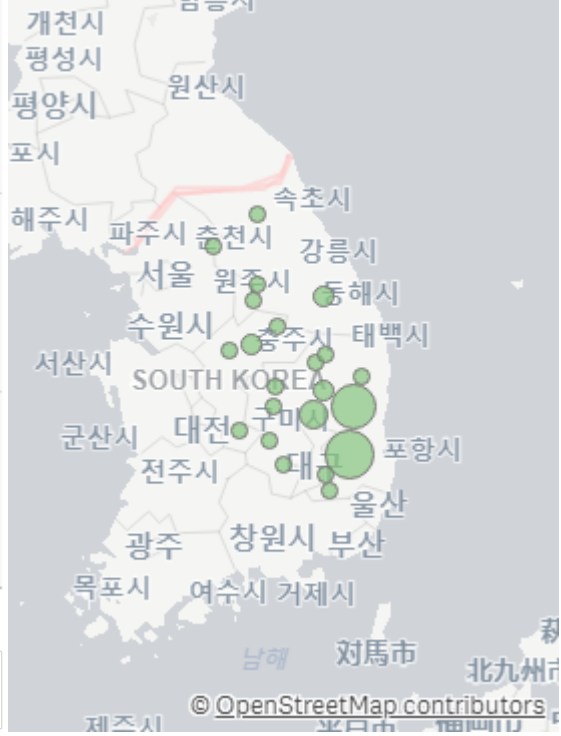 개천시
평성시
원산시
평양시
포시
속초시
해주시
파주시
춘천시
강릉시
서울
원주시
동해시
수원시
충주시
태백시
서산시
SOUTH KOREA
구미시
군산시
대전
포항시
대구
전주시
울산
창원시
부산
광주
목포시
여수시
거제시
남해
対馬市
北九州市
© OpenStreetMap contributors
제주시